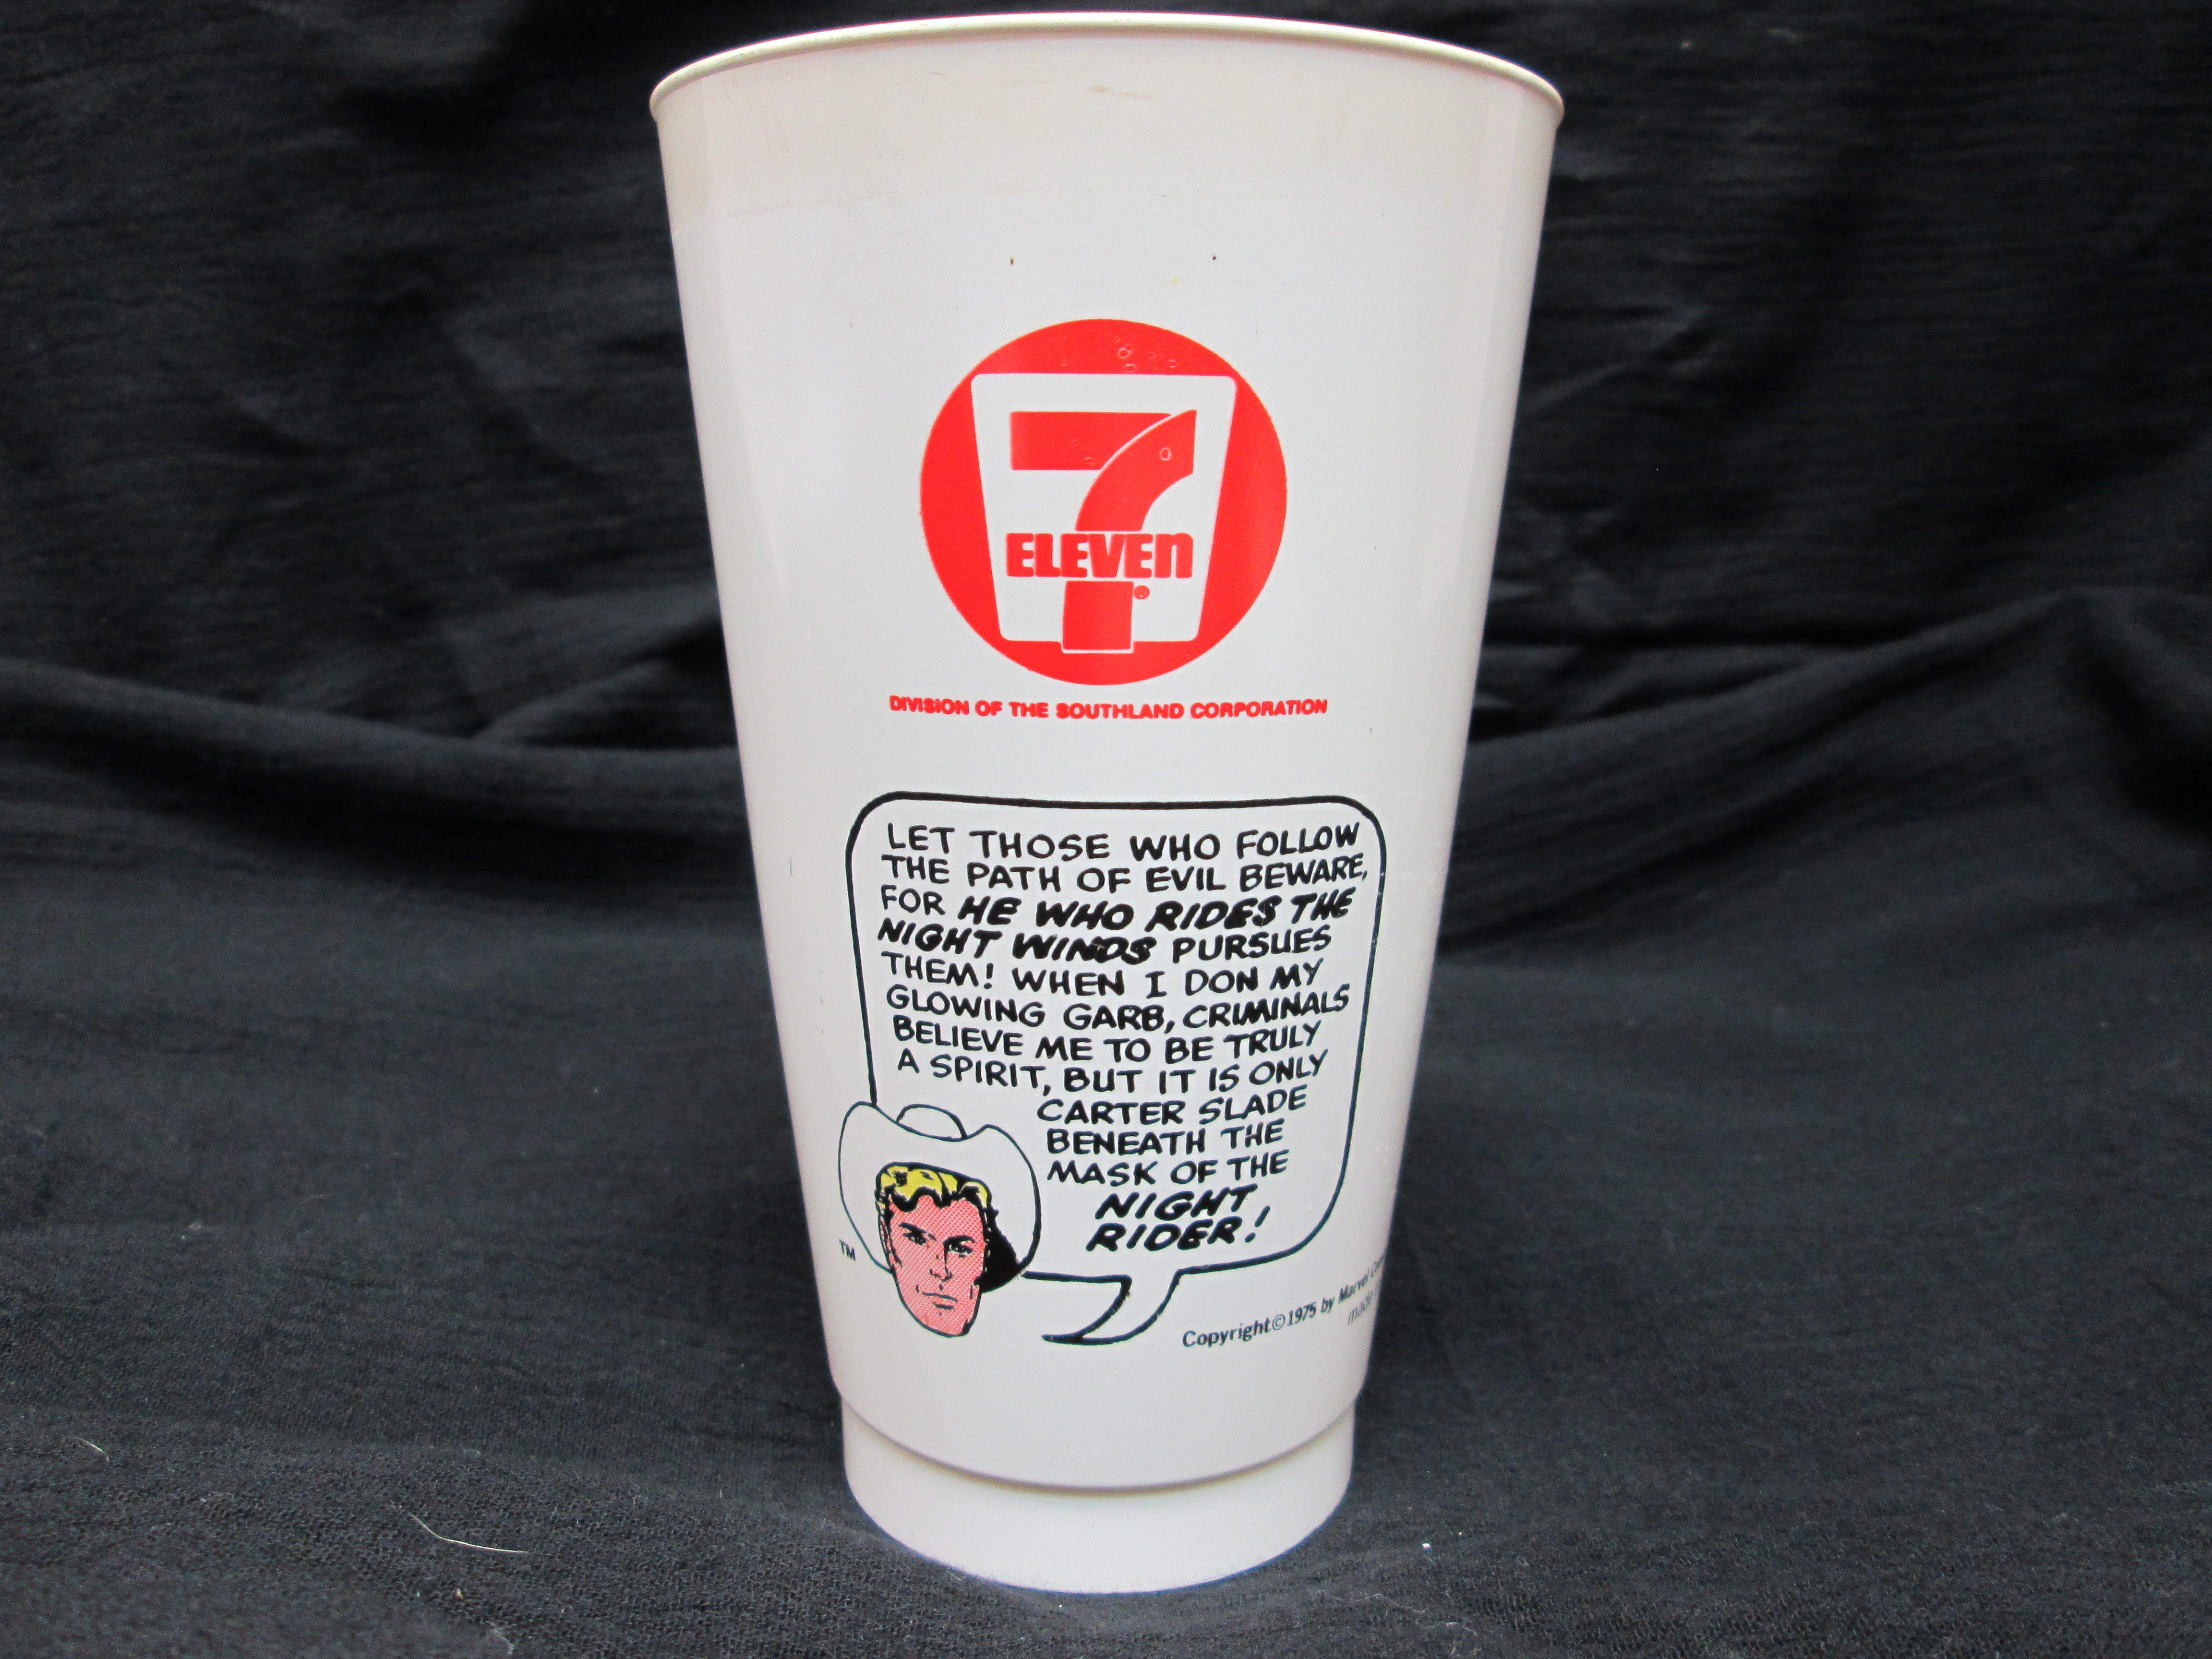 7
ELEVEn
®
DIVISION OF THE SOUTHLAND CORPORATION
LET THOSE WHO FOLLOW
THE PATH OF EVIL BEWARE,
FOR HE WHO RIDES THE
NIGHT WINDS PURSUES
THEM! WHEN I DON MY
GLOWING GARB, CRIMINALS
BELIEVE ME TO BE TRULY
A SPIRIT, BUT IT IS ONLY
CARTER SLADE
BENEATH THE
MASK OF THE
NIGHT
RIDER!
TM
Copyright©1975 by Marvel
made